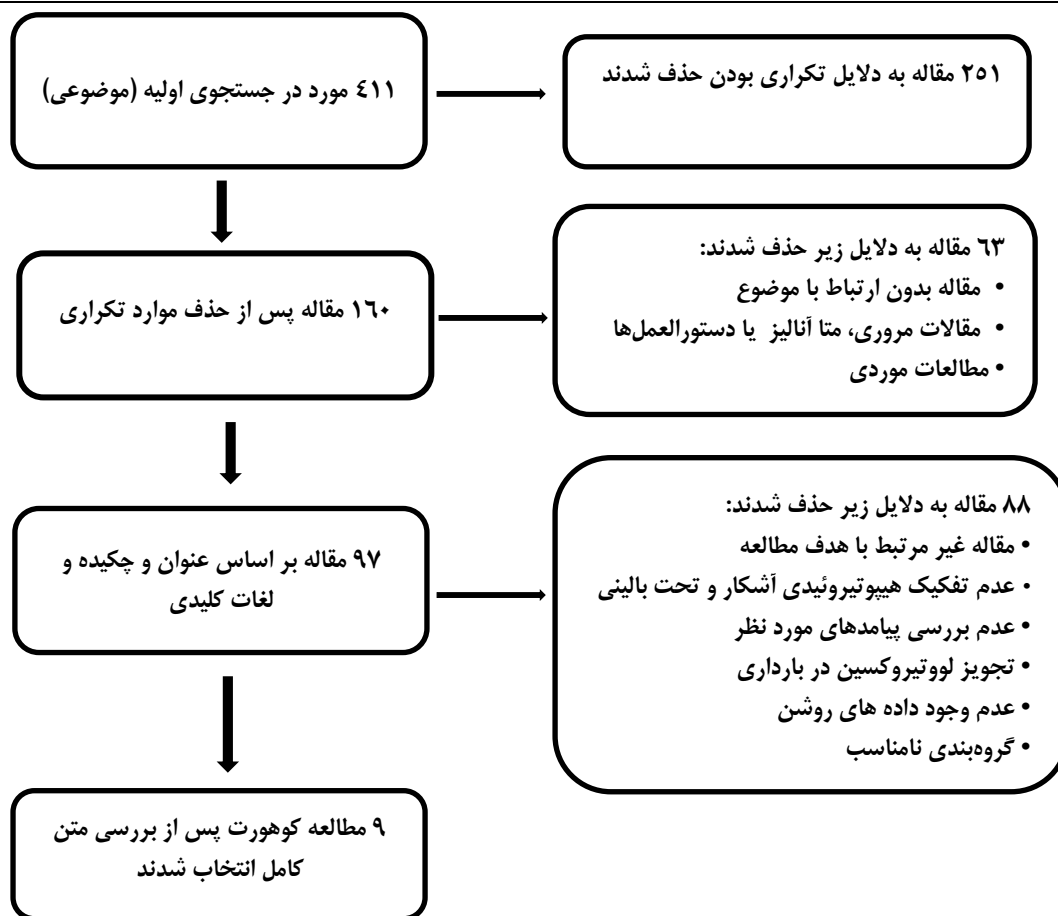 ٤١١ مورد در جستجوی اولیه (موضوعی)
٢٥١ مقاله به دلایل تکراری بودن حذف شدند
١٦٠ مقاله پس از حذف موارد تکراری
٦٣ مقاله به دلایل زیر حذف شدند:
• مقاله بدون ارتباط با موضوع
• مقالات مروری، متا آنالیز یا دستورالعمل‌ها
• مطالعات موردی
٩٧ مقاله بر اساس عنوان و چکیده و
لغات کلیدی
٨٨ مقاله به دلایل زیر حذف شدند:
• مقاله غیر مرتبط با هدف مطالعه
• عدم تفکیک هیپوتیروئیدی آشکار و تحت بالینی
• عدم بررسی پیامدهای مورد نظر
• تجویز لووتیروکسین در بارداری
• عدم وجود داده های روشن
• گروه‌بندی نامناسب
٩ مطالعه کوهورت پس از بررسی متن
کامل انتخاب شدند